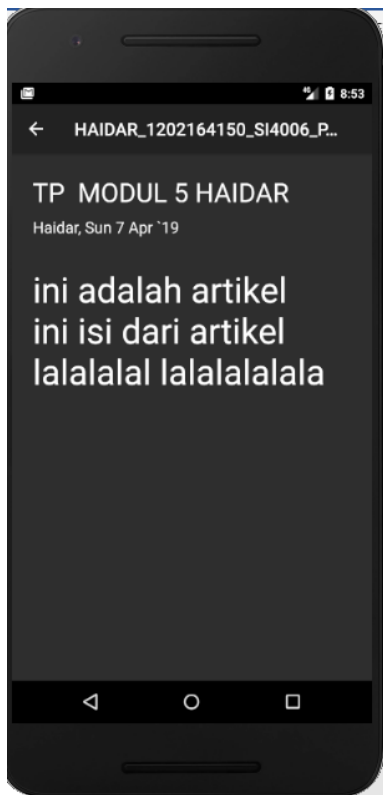 4G 8:53
HAIDAR_1202164150_SI4006_P...
TP MODUL 5 HAIDAR
Haidar, Sun 7 Apr `19
ini adalah artikel
ini isi dari artikel
lalalalal lalalalalala